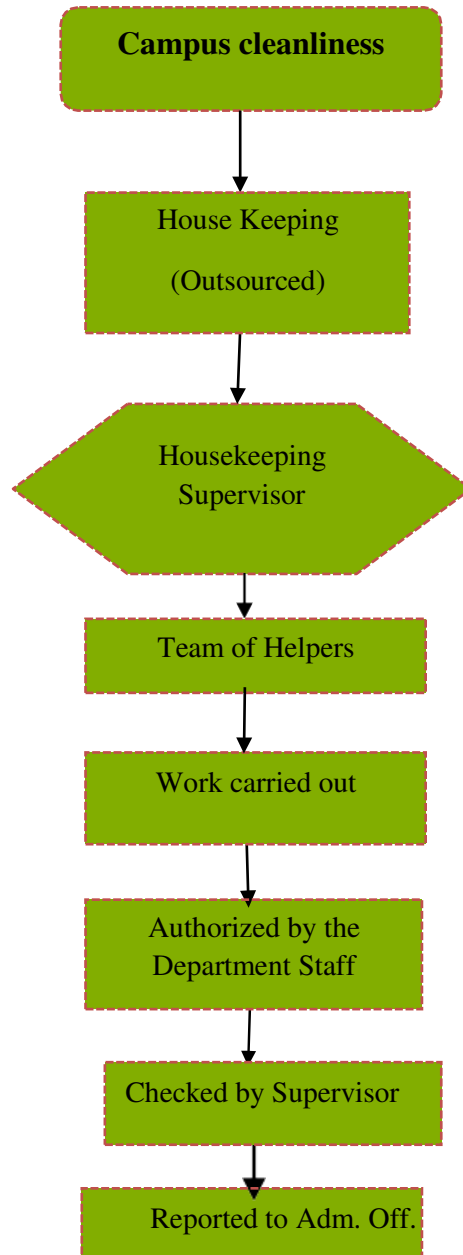 Campus cleanliness
House Keeping
(Outsourced)
Housekeeping
Supervisor
Team of Helpers
Work carried out
Authorized by the
Department Staff
Checked by Supervisor
Reported to Adm. Off.